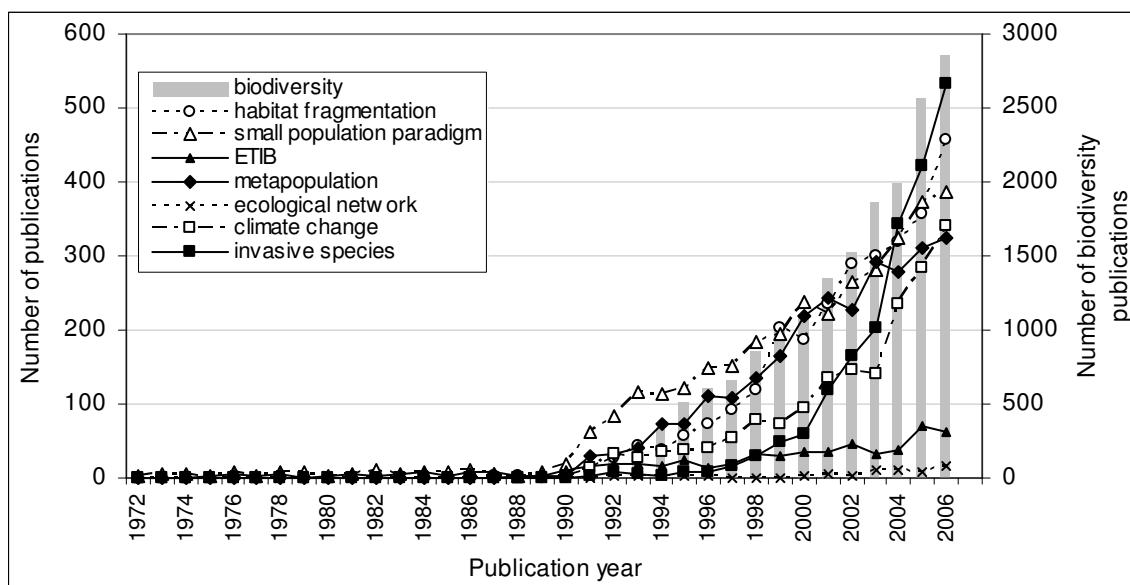 600
500
400
300
200
100
0
Number of publications
biodiversity
habitat fragmentation
small population paradigm
ETIB
metapopulation
ecological network
climate change
invasive species
3000
2500
2000
1500
1000
500
0
Number of biodiversity
publications
1972
1974
1976
1978
1980
1982
1984
1986
1988
1990
1992
1994
1996
1998
2000
2002
2004
2006
Publication year